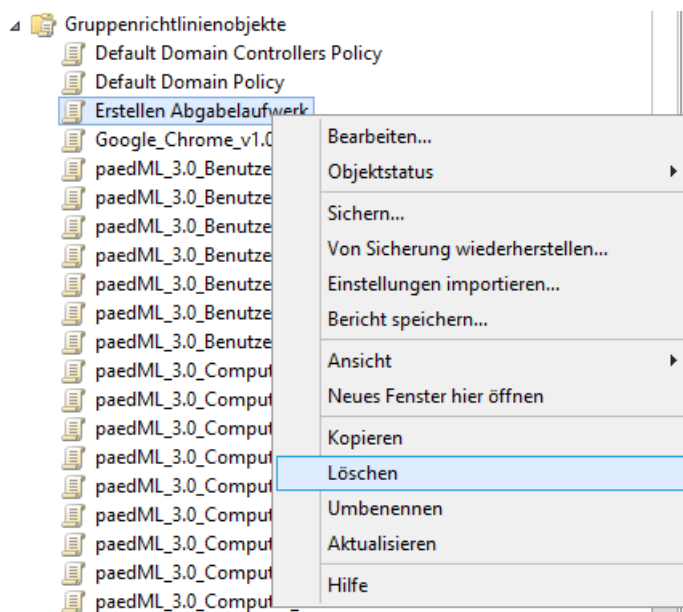 Gruppenrichtlinienobjekte
Default Domain Controllers Policy
Default Domain Policy
Erstellen Abgabelaufwerk
Google_Chrome_v1.0
paedML_3.0_Benutze
paedML_3.0_Benutze
paedML_3.0_Benutze
paedML_3.0_Benutze
paedML_3.0_Benutze
paedML_3.0_Benutze
paedML_3.0_Benutze
paedML_3.0_Comput
paedML_3.0_Comput
paedML_3.0_Comput
paedML_3.0_Comput
paedML_3.0_Comput
paedML_3.0_Comput
paedML_3.0_Comput
paedML_3.0_Comput
paedML_3.0_Comput
Bearbeiten...
Objektstatus
Sichern...
Von Sicherung wiederherstellen...
Einstellungen importieren...
Bericht speichern...
Ansicht
Neues Fenster hier öffnen
Kopieren
Löschen
Umbenennen
Aktualisieren
Hilfe